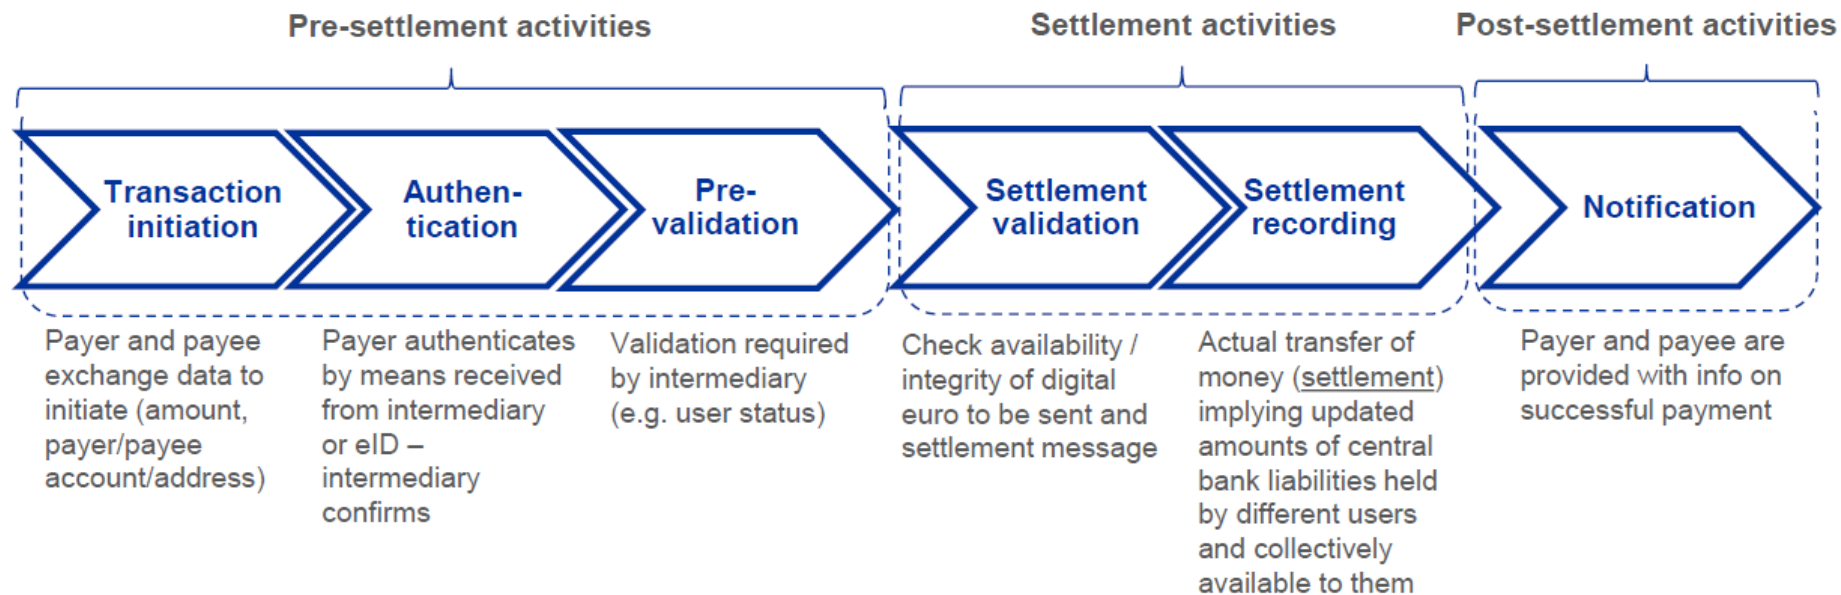 Pre-settlement activities
Settlement activities
Post-settlement activities
Transaction
initiation
Authen-
tication
Pre-
validation
Settlement
validation
Settlement
recording
Notification
Payer and payee
exchange data to
initiate (amount,
payer/payee
account/address)
Payer authenticates
by means received
from intermediary
or eID –
intermediary
confirms
Validation required
by intermediary
(e.g. user status)
Check availability /
integrity of digital
euro to be sent and
settlement message
Actual transfer of
money (settlement)
implying updated
amounts of central
bank liabilities held
by different users
and collectively
available to them
Payer and payee are
provided with info on
successful payment